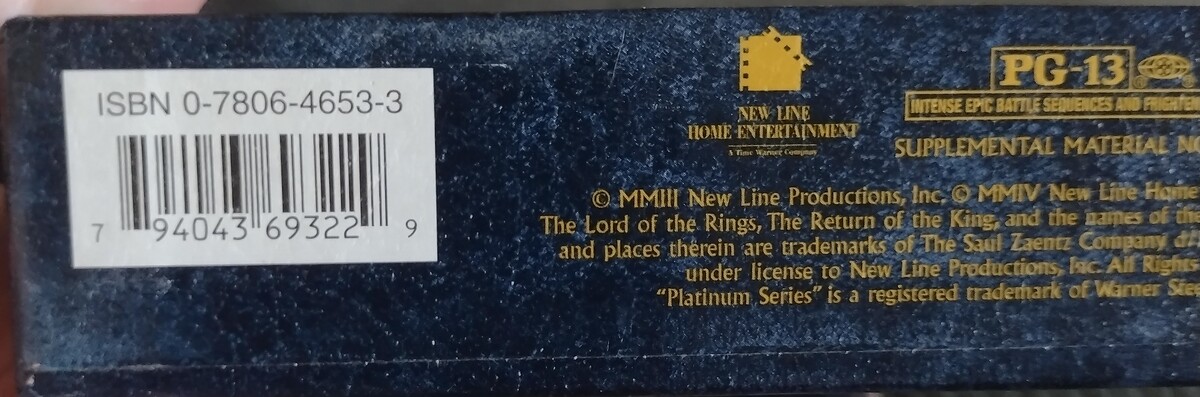 ISBN 0-7806-4653-3
7 94043 69322 9
NEW LINE
HOME ENTERTAINMENT
A Time Warner Company
PG-13
INTENSE EPIC BATTLE SEQUENCES AND
SUPPLEMENTAL MATERIAL
© MMIII New Line Productions, Inc. © MMIV New Line Home
The Lord of the Rings, The Return of the King, and the names of
and places therein are trademarks of The Saul Zaentz Company
under license to New Line Productions, Inc. All Rights
"Platinum Series" is a registered trademark of Warner